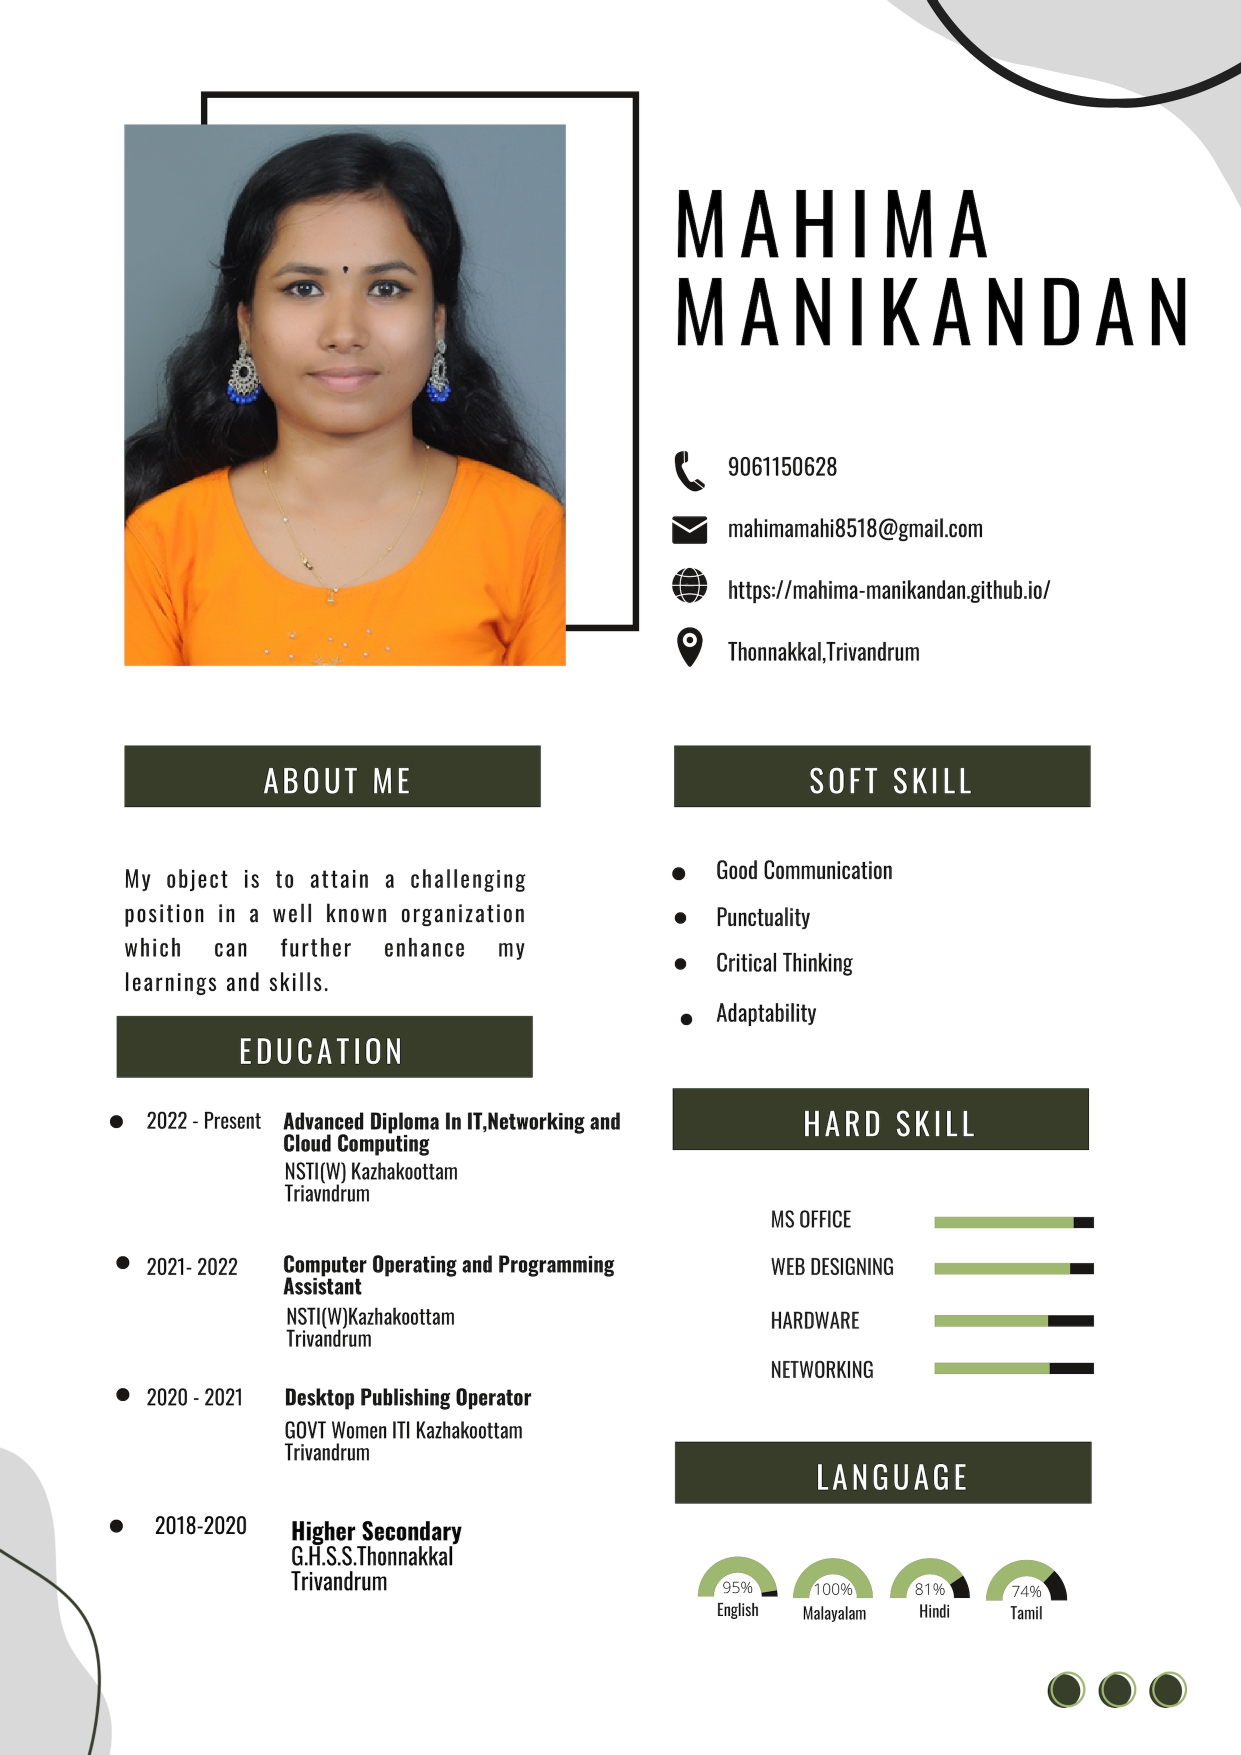 MAHIMA
MANIKANDAN
9061150628
mahimamahi8518@gmail.com
https://mahima-manikandan.github.io/
Thonnakkal,Trivandrum
ABOUT ME
My object is to attain a challenging
position in a well known organization
which can further enhance my
learnings and skills.
EDUCATION
2022 - Present
Advanced Diploma In IT,Networking and
Cloud Computing
NSTI(W) Kazhakoottam
Triavndrum
2021- 2022
Computer Operating and Programming
Assistant
NSTI(W)Kazhakoottam
Trivandrum
2020 - 2021
Desktop Publishing Operator
GOVT Women ITI Kazhakoottam
Trivandrum
2018-2020
Higher Secondary
G.H.S.S.Thonnakkal
Trivandrum
SOFT SKILL
Good Communication
Punctuality
Critical Thinking
Adaptability
HARD SKILL
MS OFFICE
WEB DESIGNING
HARDWARE
NETWORKING
LANGUAGE
95%
English
100%
Malayalam
81%
Hindi
74%
Tamil